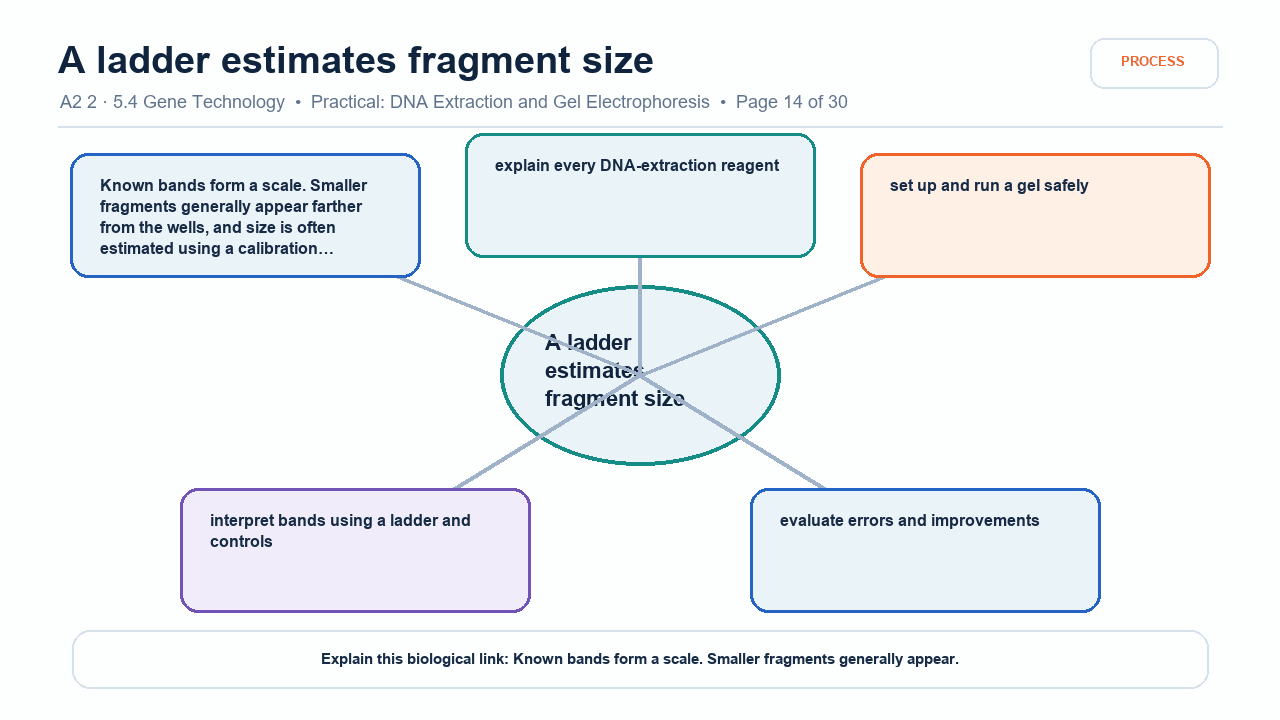 A ladder estimates fragment size
PROCESS
A2 2 · 5.4 Gene Technology • Practical: DNA Extraction and Gel Electrophoresis • Page 14 of 30
Known bands form a scale. Smaller
fragments generally appear farther
from the wells, and size is often
estimated using a calibration…
explain every DNA-extraction reagent
set up and run a gel safely
A ladder
estimates
fragment size
interpret bands using a ladder and
controls
evaluate errors and improvements
Explain this biological link: Known bands form a scale. Smaller fragments generally appear.